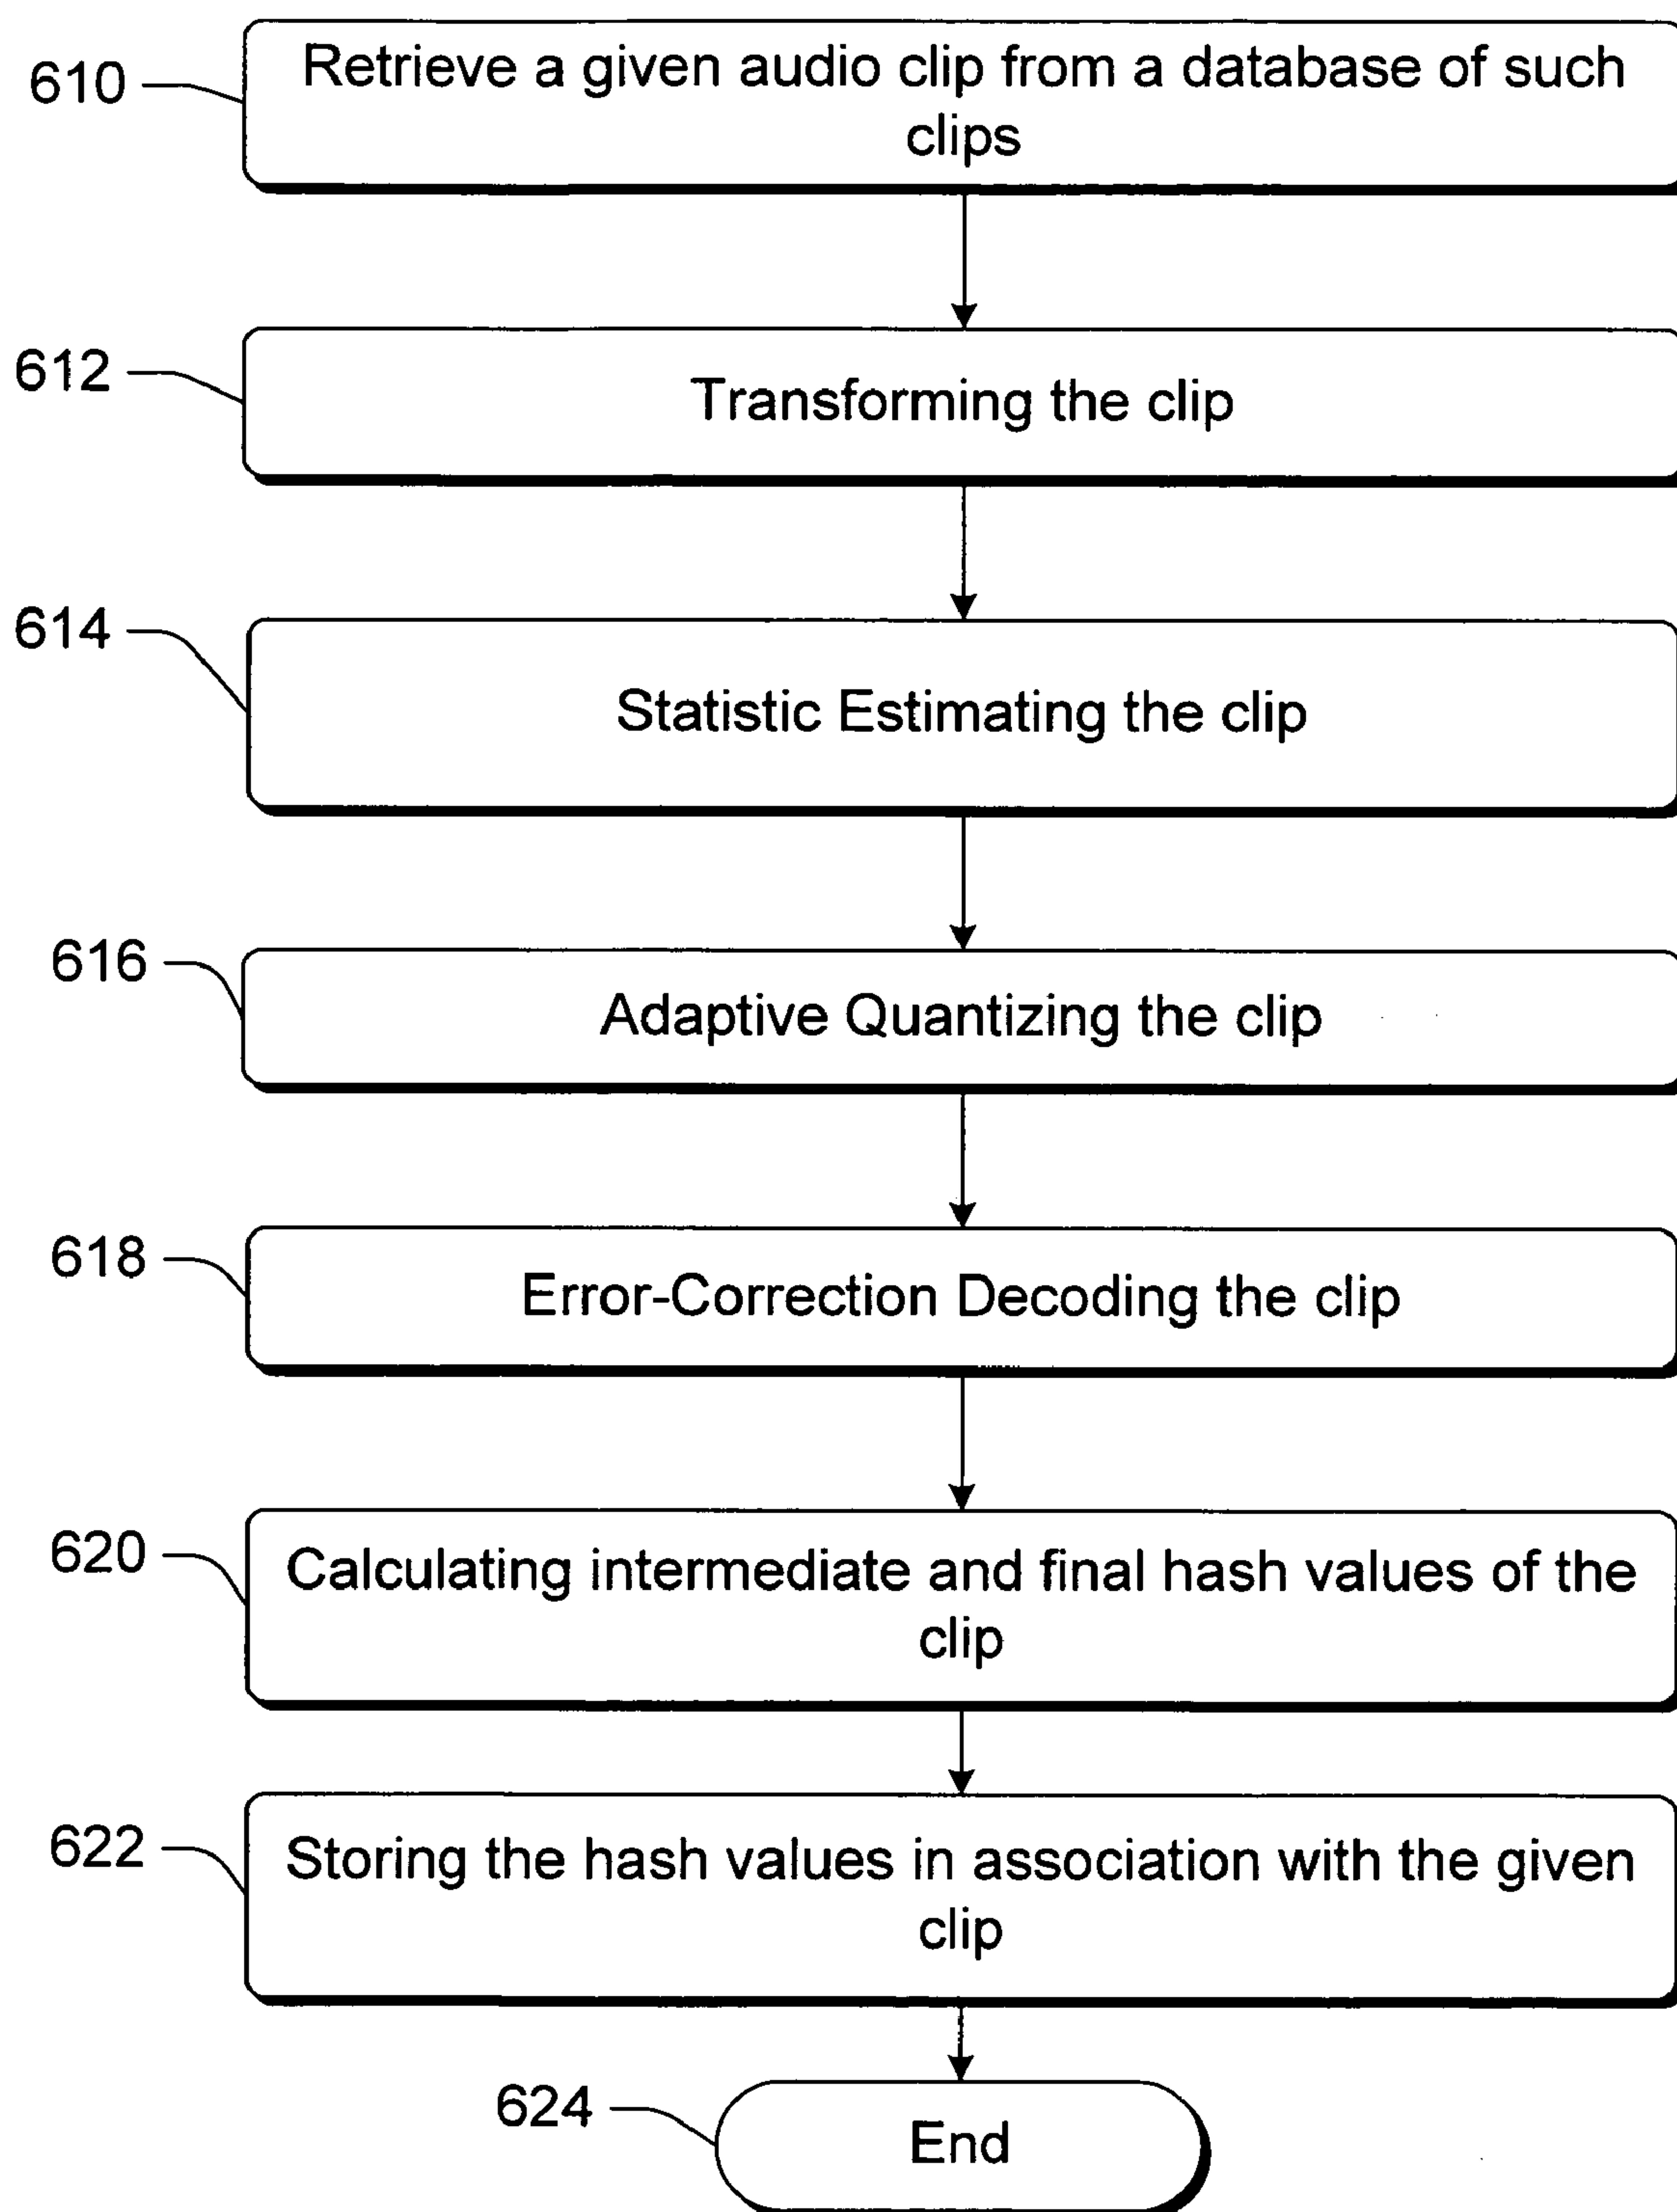 610
Retrieve a given audio clip from a database of such
clips
612
Transforming the clip
614
Statistic Estimating the clip
616
Adaptive Quantizing the clip
618
Error-Correction Decoding the clip
620
Calculating intermediate and final hash values of the
clip
622
Storing the hash values in association with the given
clip
624
End